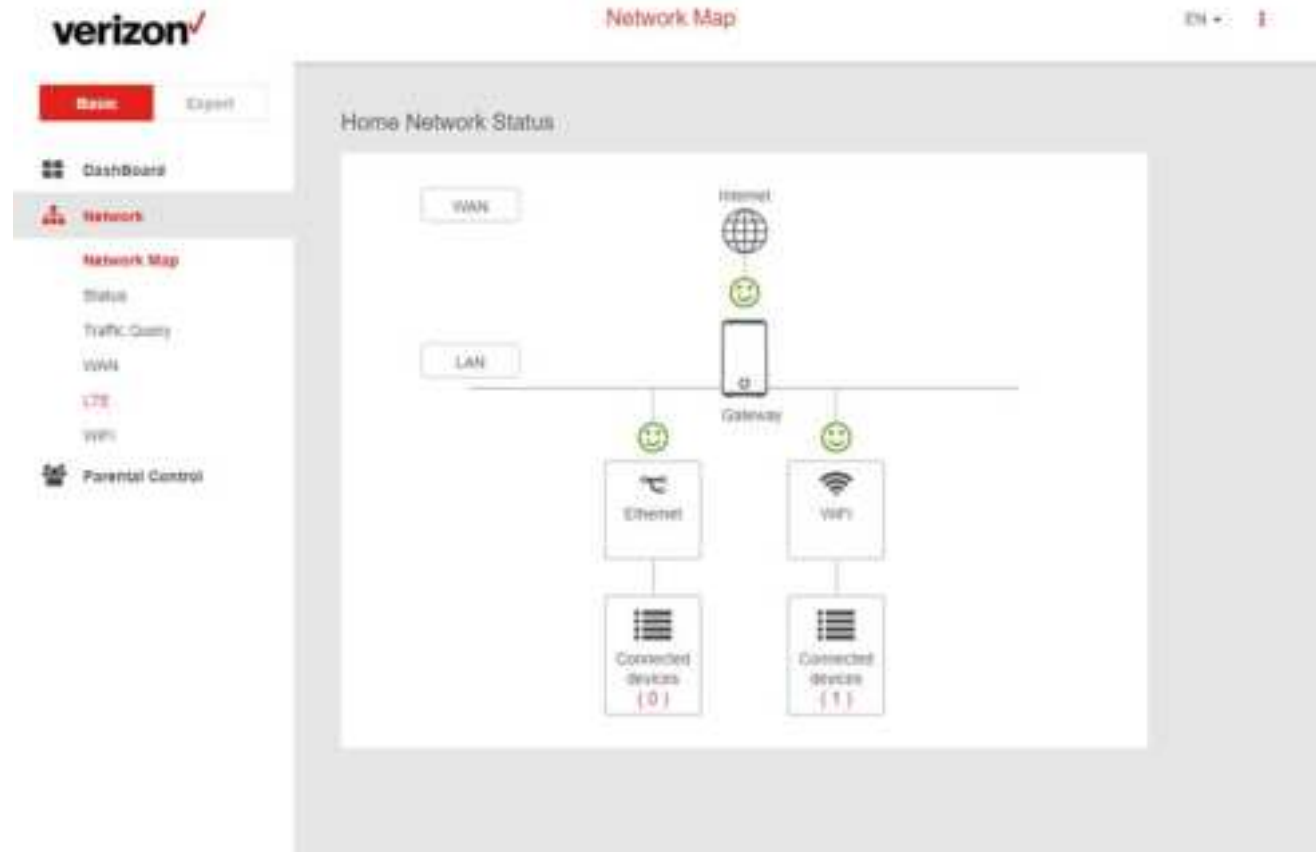 verizon
Network Map
EN
Basic
Expert
Home Network Status
DashBoard
Network
Network Map
Status
Traffic Query
WAN
LTE
WiFi
Parental Control
WAN
Internet
LAN
Gateway
Ethernet
WiFi
Connected
devices
( 0 )
Connected
devices
( 1 )